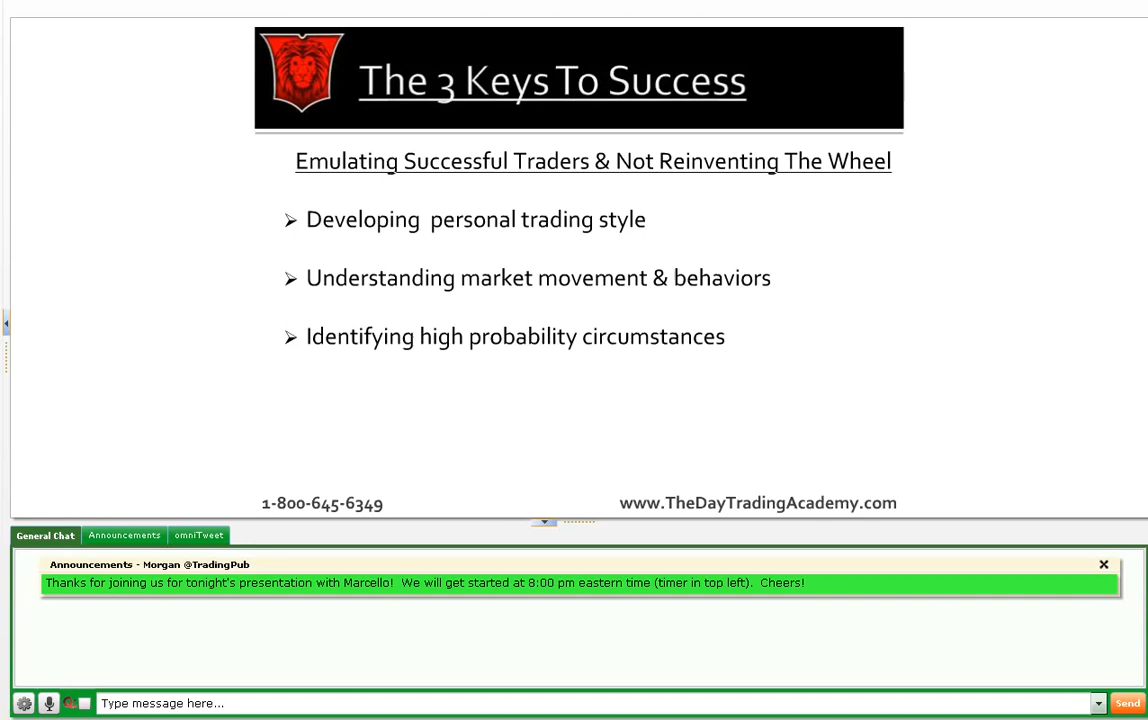 The 3 Keys To Success
Emulating Successful Traders & Not Reinventing The Wheel
Developing personal trading style
Understanding market movement & behaviors
Identifying high probability circumstances
1-800-645-6349
www.TheDayTradingAcademy.com
General Chat
Announcements
omniTweet
Announcements - Morgan @TradingPub
Thanks for joining us for tonight's presentation with Marcello! We will get started at 8:00 pm eastern time (timer in top left). Cheers!
Type message here...
Send